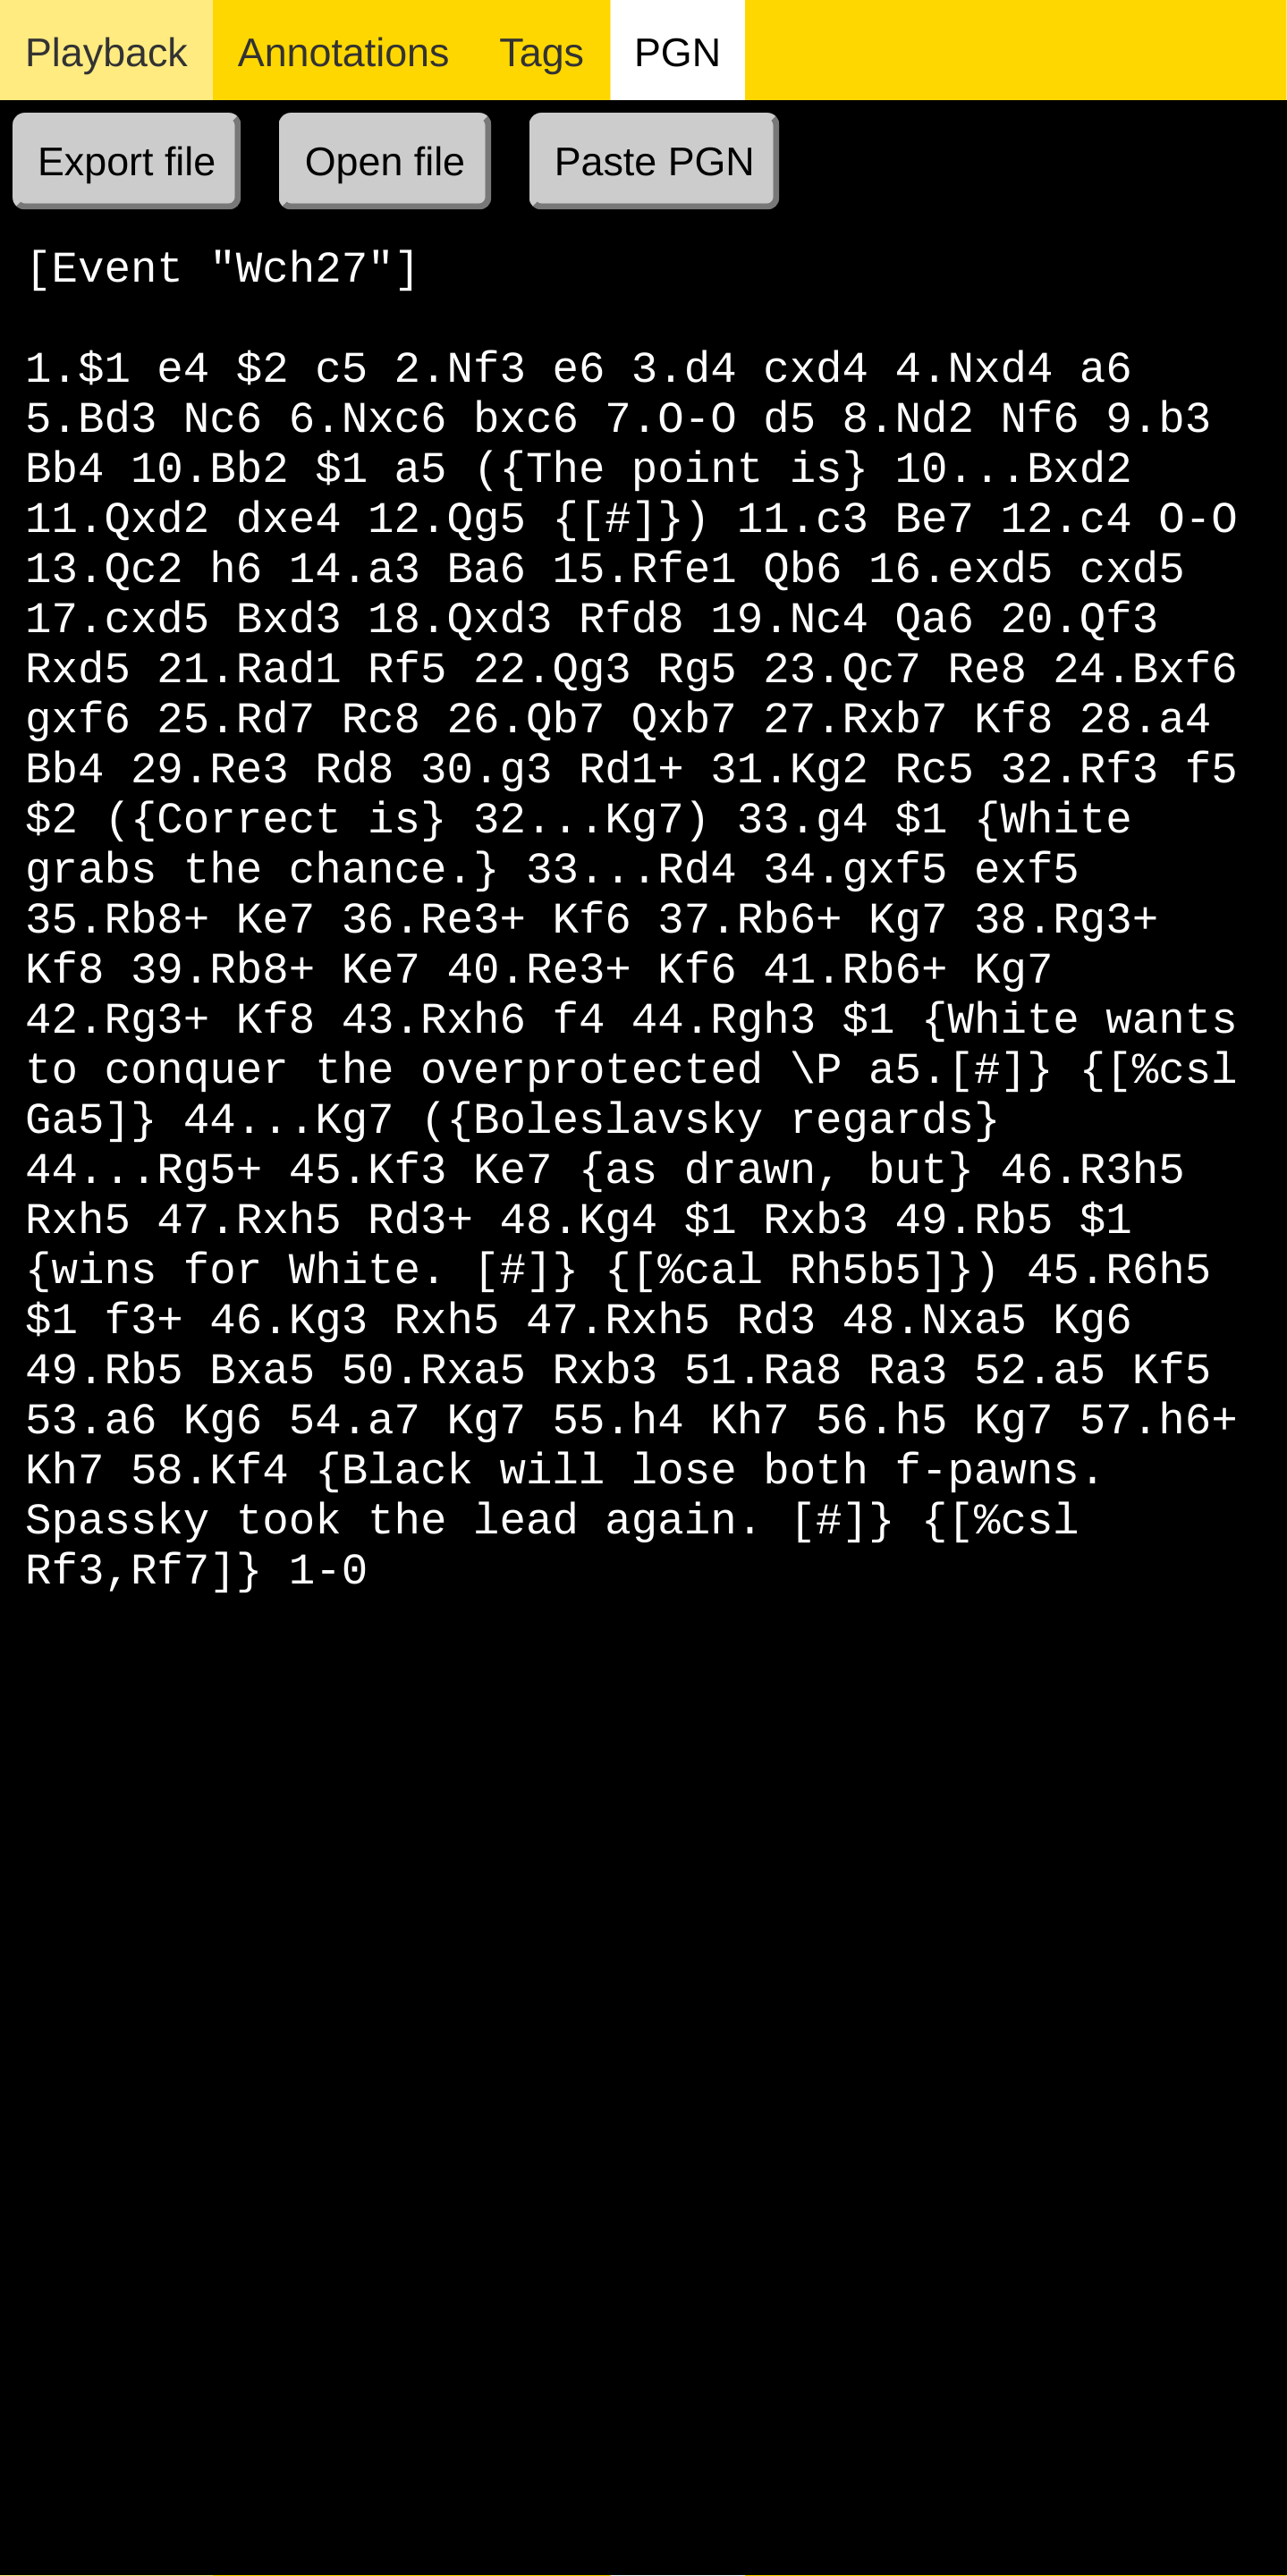 Playback Annotations Tags PGN
Export file Open file Paste PGN
[Event "Wch27"]
1.$1 e4 $2 c5 2.Nf3 e6 3.d4 cxd4 4.Nxd4 a6
5.Bd3 Nc6 6.Nxc6 bxc6 7.O-O d5 8.Nd2 Nf6 9.b3
Bb4 10.Bb2 $1 a5 ({The point is} 10...Bxd2
11.Qxd2 dxe4 12.Qg5 {[#]}) 11.c3 Be7 12.c4 O-O
13.Qc2 h6 14.a3 Ba6 15.Rfe1 Qb6 16.exd5 cxd5
17.cxd5 Bxd3 18.Qxd3 Rfd8 19.Nc4 Qa6 20.Qf3
Rxd5 21.Rad1 Rf5 22.Qg3 Rg5 23.Qc7 Re8 24.Bxf6
gxf6 25.Rd7 Rc8 26.Qb7 Qxb7 27.Rxb7 Kf8 28.a4
Bb4 29.Re3 Rd8 30.g3 Rd1+ 31.Kg2 Rc5 32.Rf3 f5
$2 ({Correct is} 32...Kg7) 33.g4 $1 {White
grabs the chance.} 33...Rd4 34.gxf5 exf5
35.Rb8+ Ke7 36.Re3+ Kf6 37.Rb6+ Kg7 38.Rg3+
Kf8 39.Rb8+ Ke7 40.Re3+ Kf6 41.Rb6+ Kg7
42.Rg3+ Kf8 43.Rxh6 f4 44.Rgh3 $1 {White wants
to conquer the overprotected \P a5.[#]} {[%csl
Ga5]} 44...Kg7 ({Boleslavsky regards}
44...Rg5+ 45.Kf3 Ke7 {as drawn, but} 46.R3h5
Rxh5 47.Rxh5 Rd3+ 48.Kg4 $1 Rxb3 49.Rb5 $1
{wins for White. [#]} {[%cal Rh5b5]}) 45.R6h5
$1 f3+ 46.Kg3 Rxh5 47.Rxh5 Rd3 48.Nxa5 Kg6
49.Rb5 Bxa5 50.Rxa5 Rxb3 51.Ra8 Ra3 52.a5 Kf5
53.a6 Kg6 54.a7 Kg7 55.h4 Kh7 56.h5 Kg7 57.h6+
Kh7 58.Kf4 {Black will lose both f-pawns.
Spassky took the lead again. [#]} {[%csl
Rf3,Rf7]} 1-0